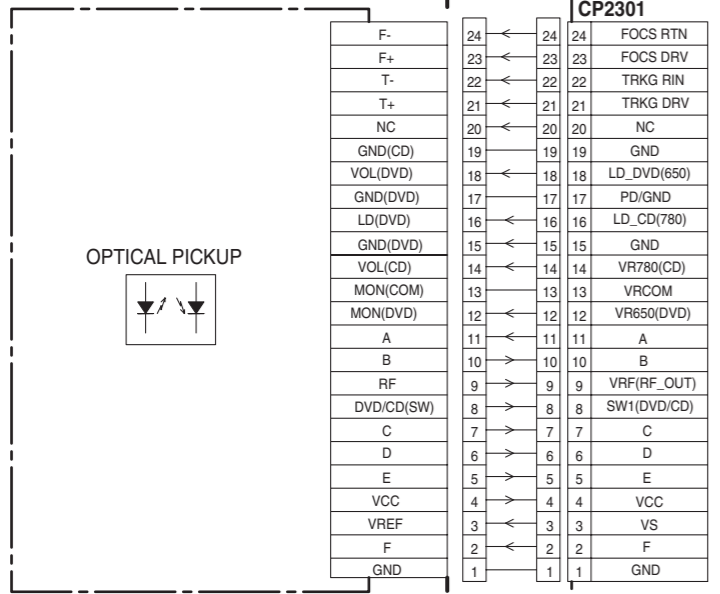 CP2301
F- 24 24 24 FOCS RTN
F+ 23 23 23 FOCS DRV
T- 22 22 22 TRKG RIN
T+ 21 21 21 TRKG DRV
NC 20 20 20 NC
GND(CD) 19 19 19 GND
VOL(DVD) 18 18 18 LD_DVD(650)
GND(DVD) 17 17 17 PD/GND
LD(DVD) 16 16 16 LD_CD(780)
GND(DVD) 15 15 15 GND
OPTICAL PICKUP
VOL(CD) 14 14 14 VR780(CD)
MON(COM) 13 13 13 VRCOM
MON(DVD) 12 12 12 VR650(DVD)
A 11 11 11 A
B 10 10 10 B
RF 9 9 9 VRF(RF_OUT)
DVD/CD(SW) 8 8 8 SW1(DVD/CD)
C 7 7 7 C
D 6 6 6 D
E 5 5 5 E
VCC 4 4 4 VCC
VREF 3 3 3 VS
F 2 2 2 F
GND 1 1 1 GND